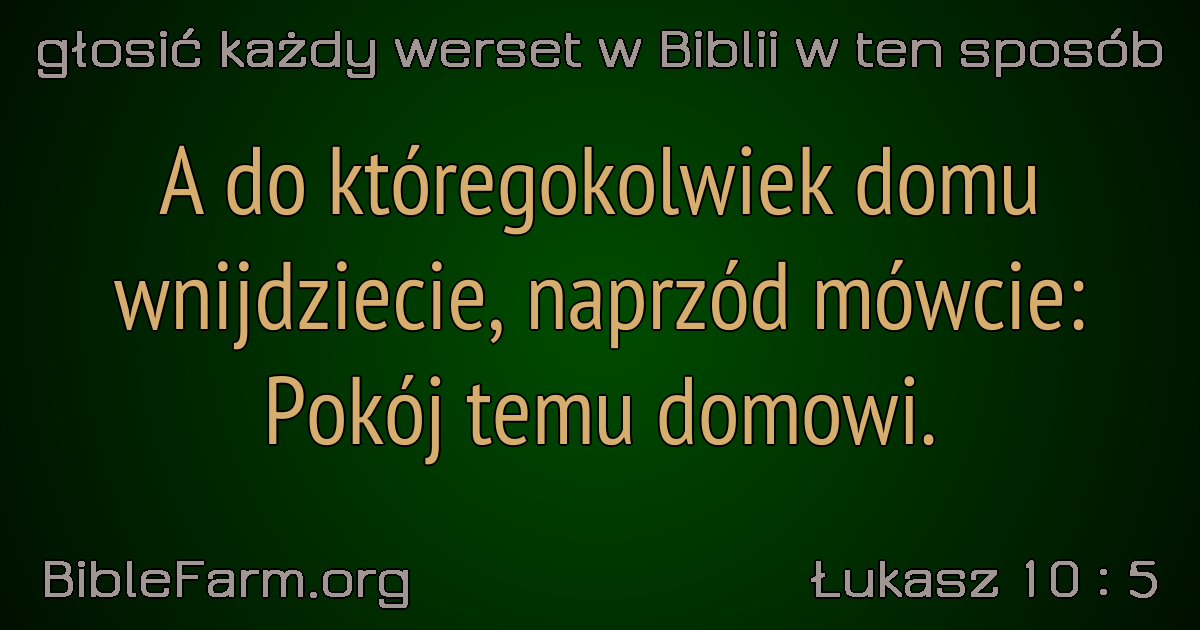 głosić każdy werset w Biblii w ten sposób
A do któregokolwiek domu
wnijdziecie, naprzód mówcie:
Pokój temu domowi.
BibleFarm.org
Łukasz 10 : 5